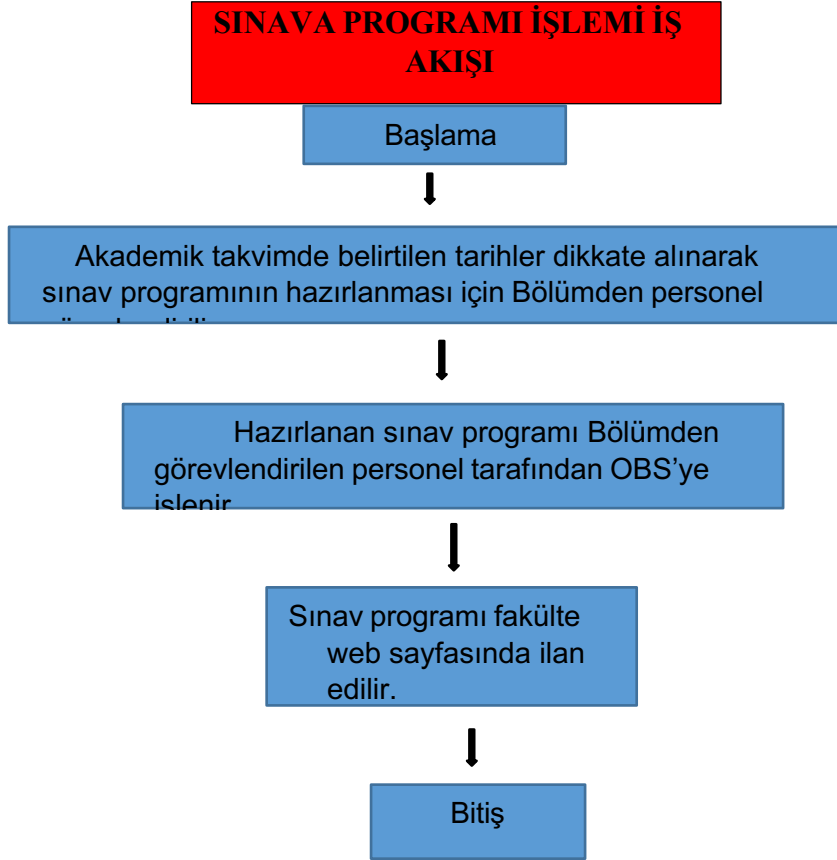 SINAVA PROGRAMI İŞLEMİ İŞ
AKIŞI
Başlama
Akademik takvimde belirtilen tarihler dikkate alınarak
sınav programının hazırlanması için Bölümden personel
Hazırlanan sınav programı Bölümden
görevlendirilen personel tarafından OBS’ye
işlenir
Sınav programı fakülte
web sayfasında ilan
edilir.
Bitiş